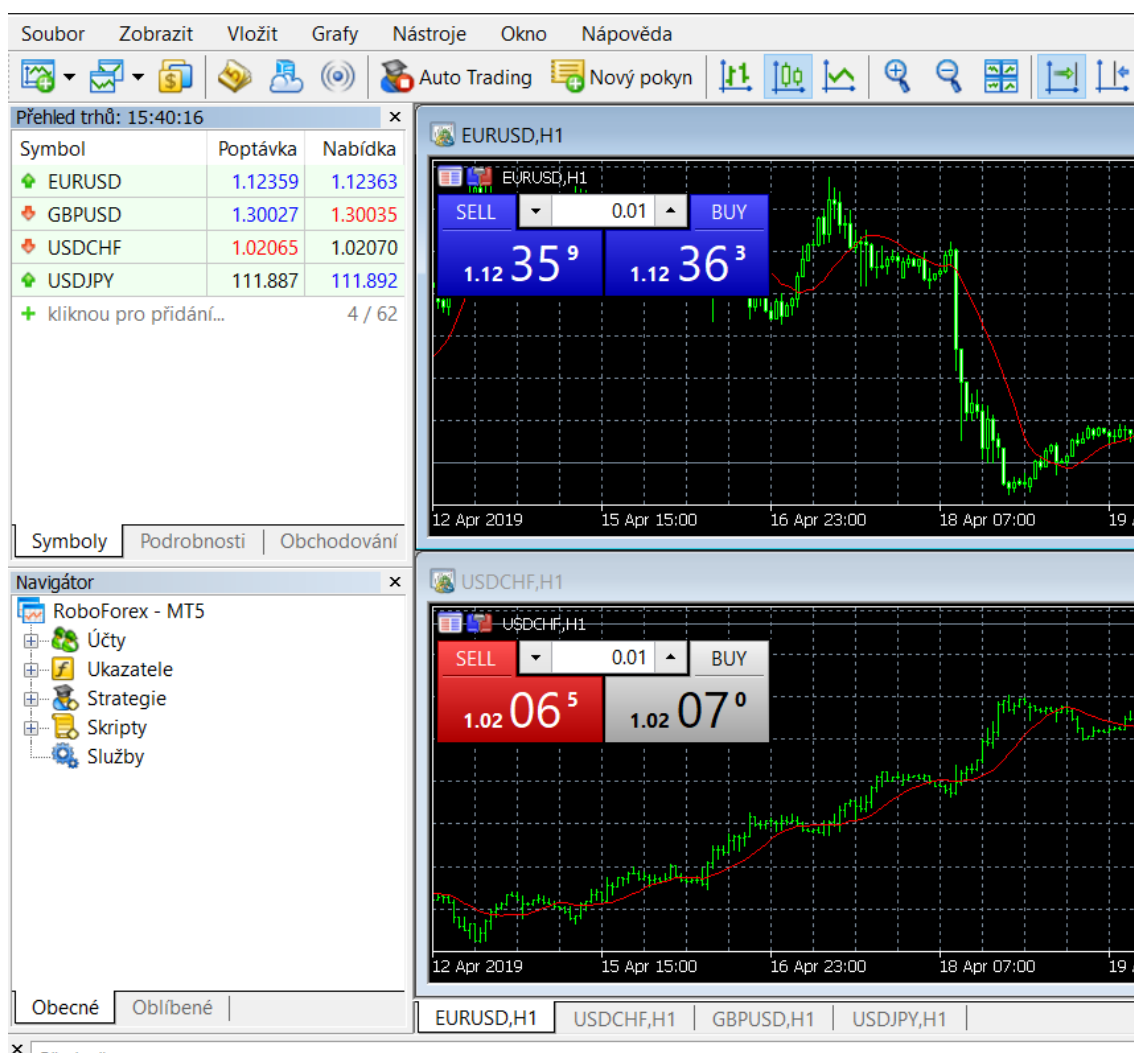 Soubor Zobrazit Vložit Grafy Nástroje Okno Nápověda
Auto Trading Nový pokyn
Přehled trhů: 15:40:16
Symbol Poptávka Nabídka
EURUSD 1.12359 1.12363
GBPUSD 1.30027 1.30035
USDCHF 1.02065 1.02070
USDJPY 111.887 111.892
kliknou pro přidání... 4 / 62
Symboly Podrobnosti Obchodování
Navigátor
RoboForex - MT5
Účty
Ukazatele
Strategie
Skripty
Služby
Obecné Oblíbené
EURUSD,H1
EURUSD,H1
SELL 0.01 BUY
1.12 35 9 1.12 36 3
12 Apr 2019 15 Apr 15:00 16 Apr 23:00 18 Apr 07:00 19
USDCHF,H1
USDCHF,H1
SELL 0.01 BUY
1.02 06 5 1.02 07 0
12 Apr 2019 15 Apr 15:00 16 Apr 23:00 18 Apr 07:00 19
EURUSD,H1 USDCHF,H1 GBPUSD,H1 USDJPY,H1